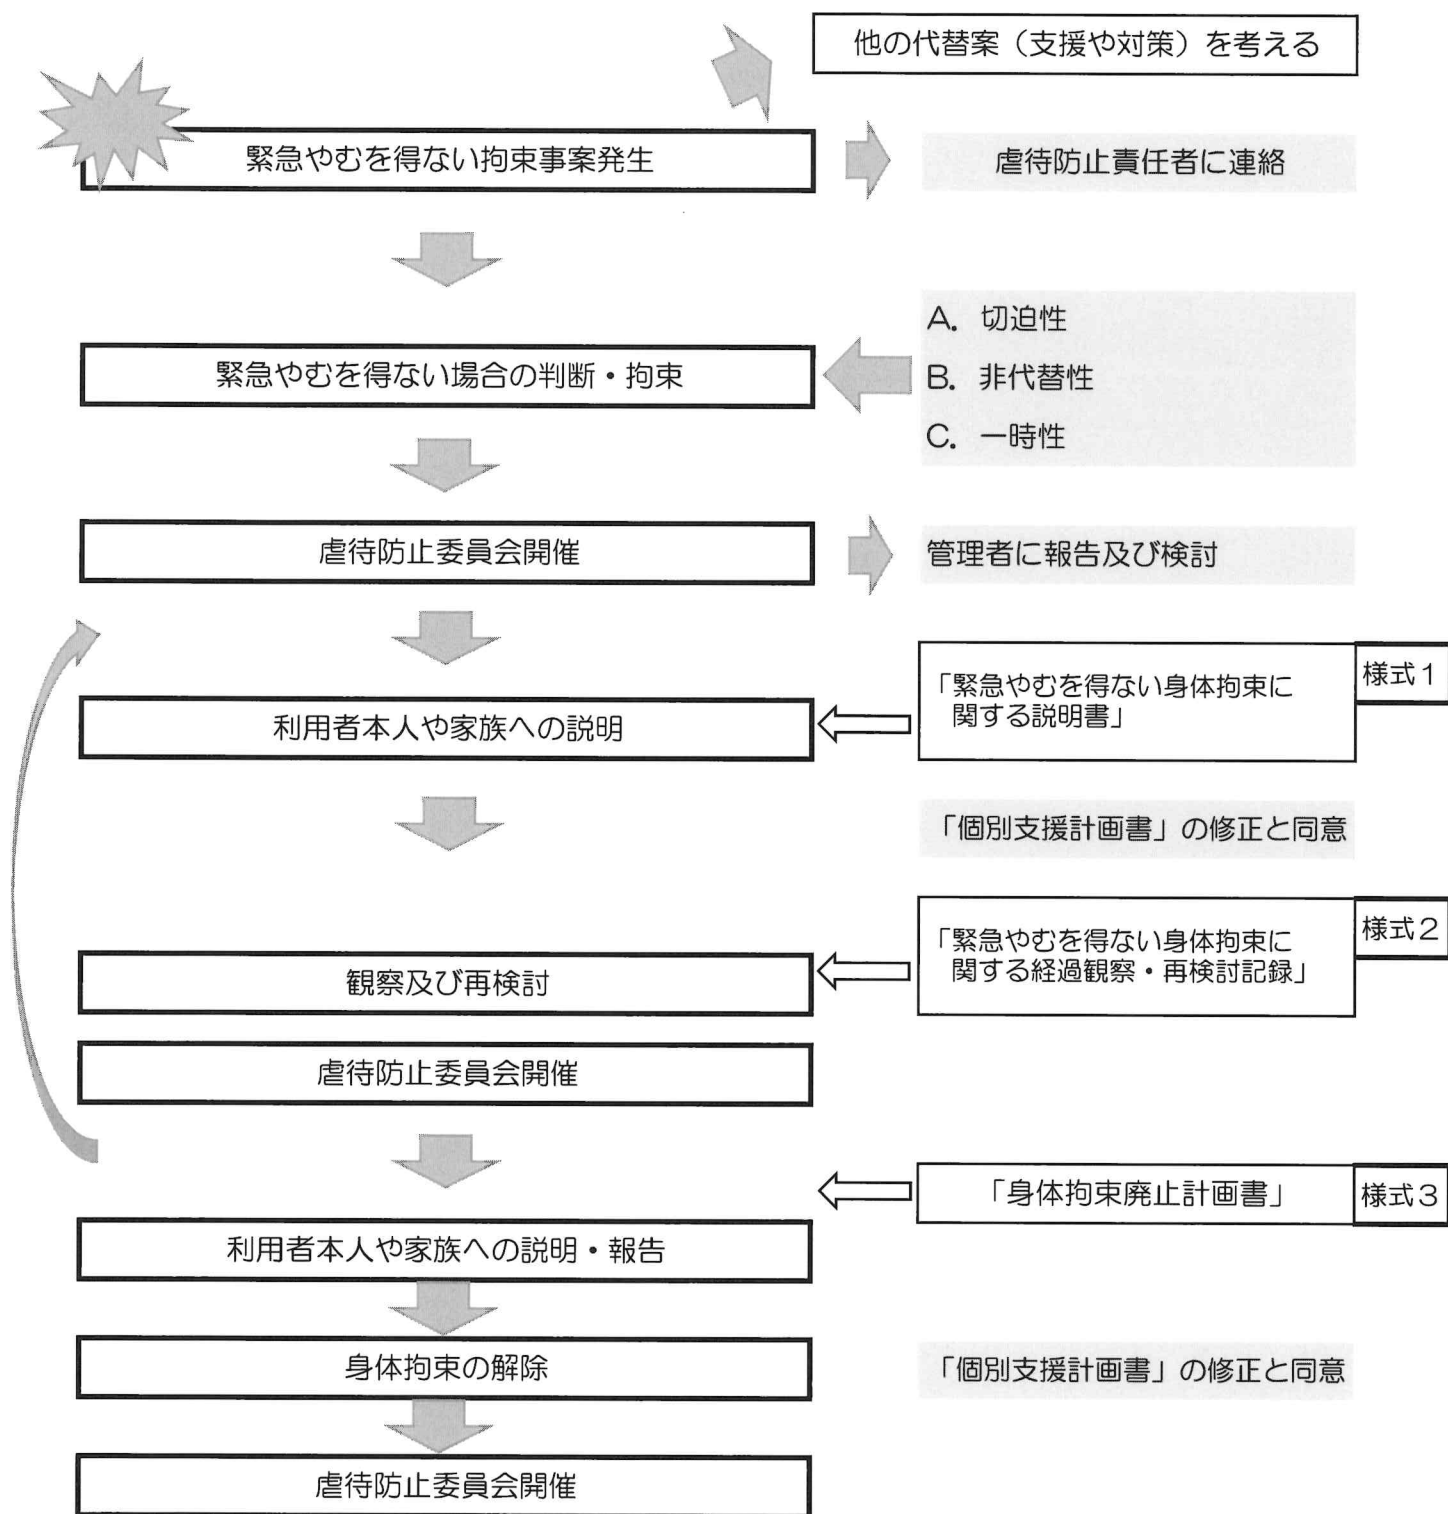 他の代替案（支援や対策）を考える
緊急やむを得ない拘束事案発生
虐待防止責任者に連絡
A. 切迫性
B. 非代替性
C. 一時性
緊急やむを得ない場合の判断・拘束
虐待防止委員会開催
管理者に報告及び検討
「緊急やむを得ない身体拘束に
関する説明書」
様式１
利用者本人や家族への説明
「個別支援計画書」の修正と同意
「緊急やむを得ない身体拘束に
関する経過観察・再検討記録」
様式２
観察及び再検討
虐待防止委員会開催
「身体拘束廃止計画書」
様式３
利用者本人や家族への説明・報告
身体拘束の解除
「個別支援計画書」の修正と同意
虐待防止委員会開催